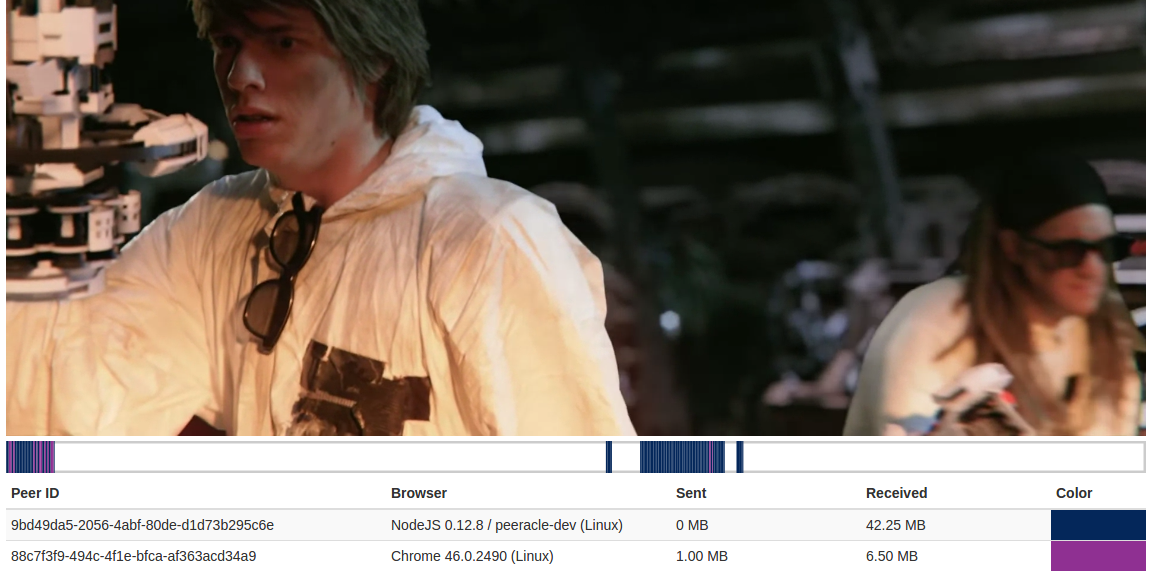 Peer ID Browser Sent Received Color
9bd49da5-2056-4abf-80de-d1d73b295c6e NodeJS 0.12.8 / peeracle-dev (Linux) 0 MB 42.25 MB
88c7f3f9-494c-4f1e-bfca-af363acd34a9 Chrome 46.0.2490 (Linux) 1.00 MB 6.50 MB